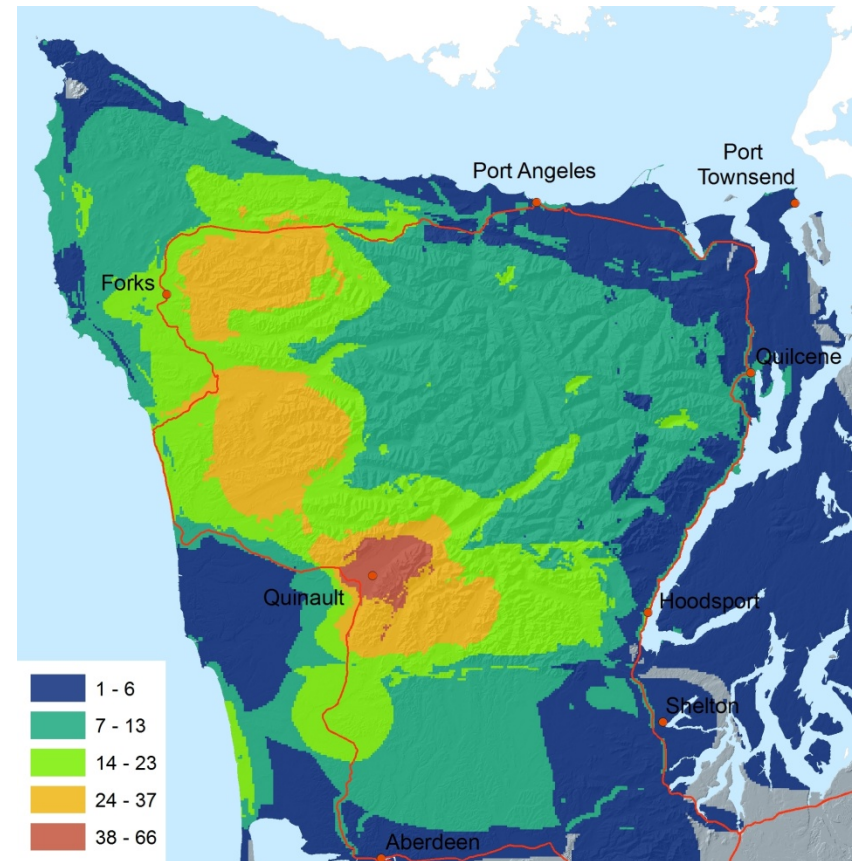 Port Angeles
Port
Townsend
Forks
Quilcene
Quinault
Hoodsport
Shelton
Aberdeen
1 - 6
7 - 13
14 - 23
24 - 37
38 - 66